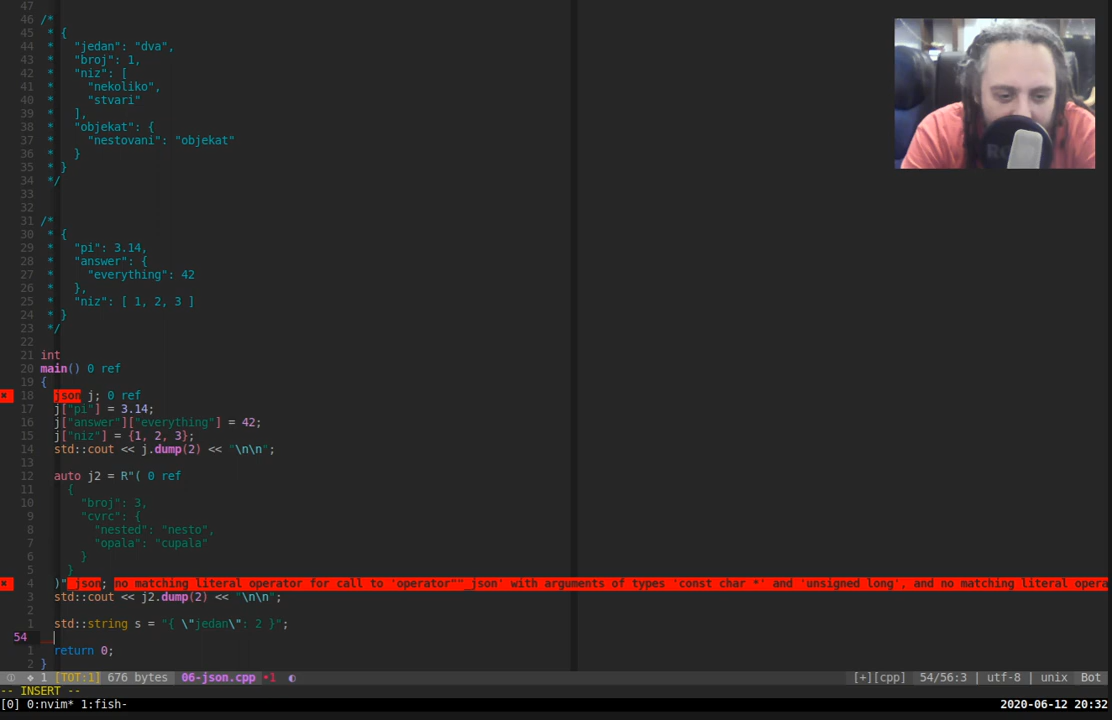 47
46 /*
45 * {
44 * "jedan": "dva",
43 * "broj": 1,
42 * "niz": [
41 * "nekoliko",
40 * "stvari"
39 * ],
38 * "objekat": {
37 * "nestovani": "objekat"
36 * }
35 * }
34 */
33
32
31 /*
30 * {
29 * "pi": 3.14,
28 * "answer": {
27 * "everything": 42
26 * },
25 * "niz": [ 1, 2, 3 ]
24 * }
23 */
22
21 int
20 main() 0 ref
19 {
18 json j; 0 ref
17 j["pi"] = 3.14;
16 j["answer"]["everything"] = 42;
15 j["niz"] = {1, 2, 3};
14 std::cout << j.dump(2) << "\n\n";
13
12 auto j2 = R"( 0 ref
11 {
10 "broj": 3,
9 "cvrc": {
8 "nested": "nesto",
7 "opala": "cupala"
6 }
5 }
4 )"_json; no matching literal operator for call to 'operator""_json' with arguments of types 'const char *' and 'unsigned long', and no matching literal opera
3 std::cout << j2.dump(2) << "\n\n";
2
1 std::string s = "{ \"jedan\": 2 }";
54
1 return 0;
2 }
1 [TOT:1] 676 bytes 06-json.cpp •1 [+][cpp] 54/56:3 | utf-8 | unix Bot
-- INSERT --
[0] 0:nvim* 1:fish- 2020-06-12 20:32